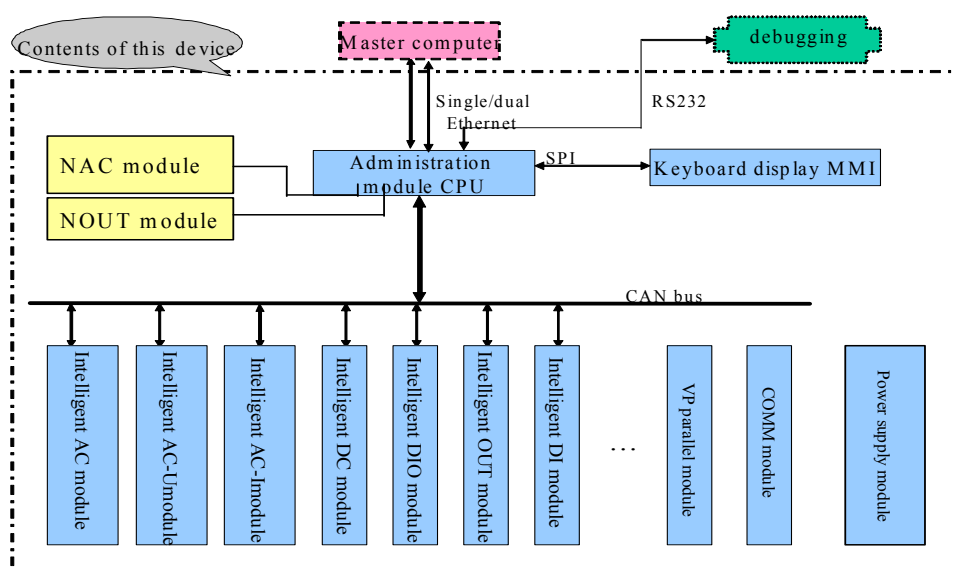 Contents of this device
Master computer
debugging
Single/dual
Ethernet
RS232
NAC module
Administration
module CPU
SPI
Keyboard display MMI
NOUT module
CAN bus
Intelligent AC module
Intelligent AC-Umodule
Intelligent AC-Imodule
Intelligent DC module
Intelligent DIO module
Intelligent OUT module
Intelligent DI module
...
VP parallel module
COMM module
Power supply module